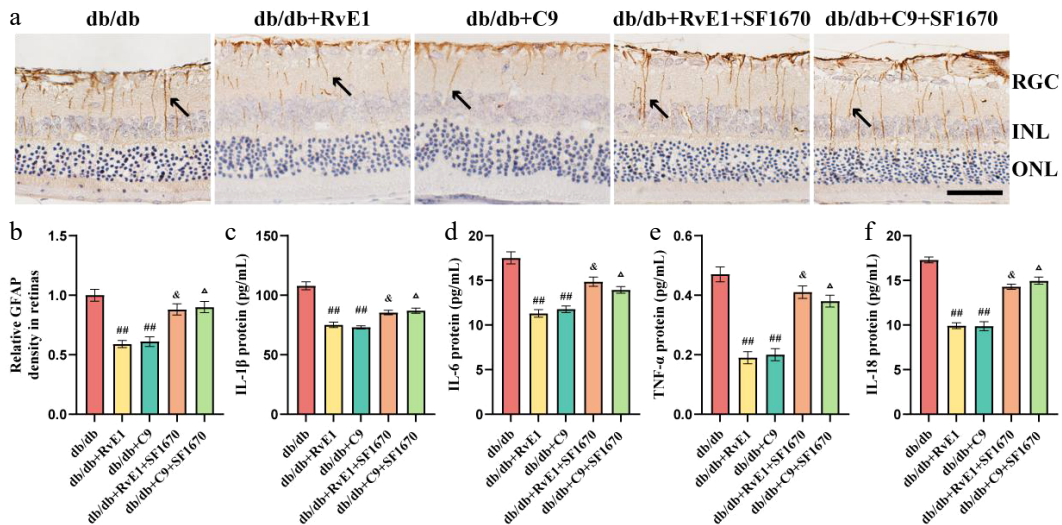 a
db/db
db/db+RvE1
db/db+C9
db/db+RvE1+SF1670
db/db+C9+SF1670
RGC
INL
ONL
b
Relative GFAP
density in retinas
1.5
1.0
0.5
0.0
##
##
&
Δ
db/db
db/db+RvE1
db/db+C9
db/db+RvE1+SF1670
db/db+C9+SF1670
c
IL-1β protein (pg/mL)
150
100
50
0
##
##
&
Δ
db/db
db/db+RvE1
db/db+C9
db/db+RvE1+SF1670
db/db+C9+SF1670
d
IL-6 protein (pg/mL)
20
15
10
5
0
##
##
&
Δ
db/db
db/db+RvE1
db/db+C9
db/db+RvE1+SF1670
db/db+C9+SF1670
e
TNF-α protein (pg/mL)
0.6
0.4
0.2
0.0
##
##
&
Δ
db/db
db/db+RvE1
db/db+C9
db/db+RvE1+SF1670
db/db+C9+SF1670
f
IL-18 protein (pg/mL)
20
15
10
5
0
##
##
&
Δ
db/db
db/db+RvE1
db/db+C9
db/db+RvE1+SF1670
db/db+C9+SF1670